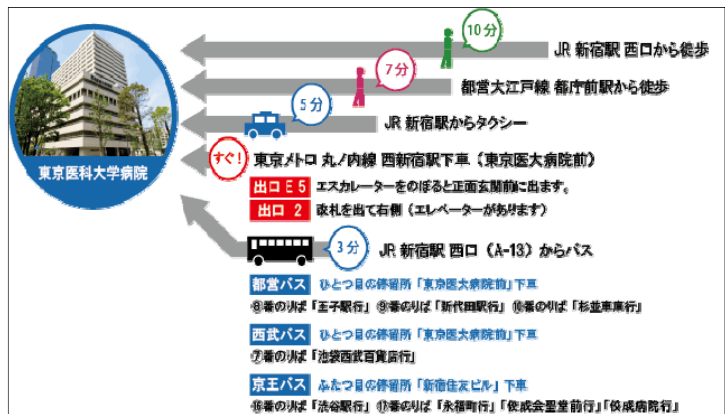 10分
JR 新宿駅 西口から徒歩
7分
都営大江戸線 都庁前駅から徒歩
5分
JR 新宿駅からタクシー
東京医科大学病院
すぐ!
東京メトロ 丸ノ内線 西新宿駅下車（東京医大病院前）
出口 E5 エスカレーターをのぼると正面玄関前に出ます。
出口 2 改札を出て右側（エレベーターがあります）
3分
JR 新宿駅 西口（A-13）からバス
都営バス ひとつ目の停留所「東京医大病院前」下車
⑧番のりば「王子駅行」⑨番のりば「新代田駅行」⑩番のりば「杉並車庫行」
西武バス ひとつ目の停留所「東京医大病院前」下車
⑦番のりば「池袋西武百貨店行」
京王バス ふたつ目の停留所「新宿住友ビル」下車
⑯番のりば「渋谷駅行」⑰番のりば「永福町行」「佼成会聖堂前行」「佼成病院行」